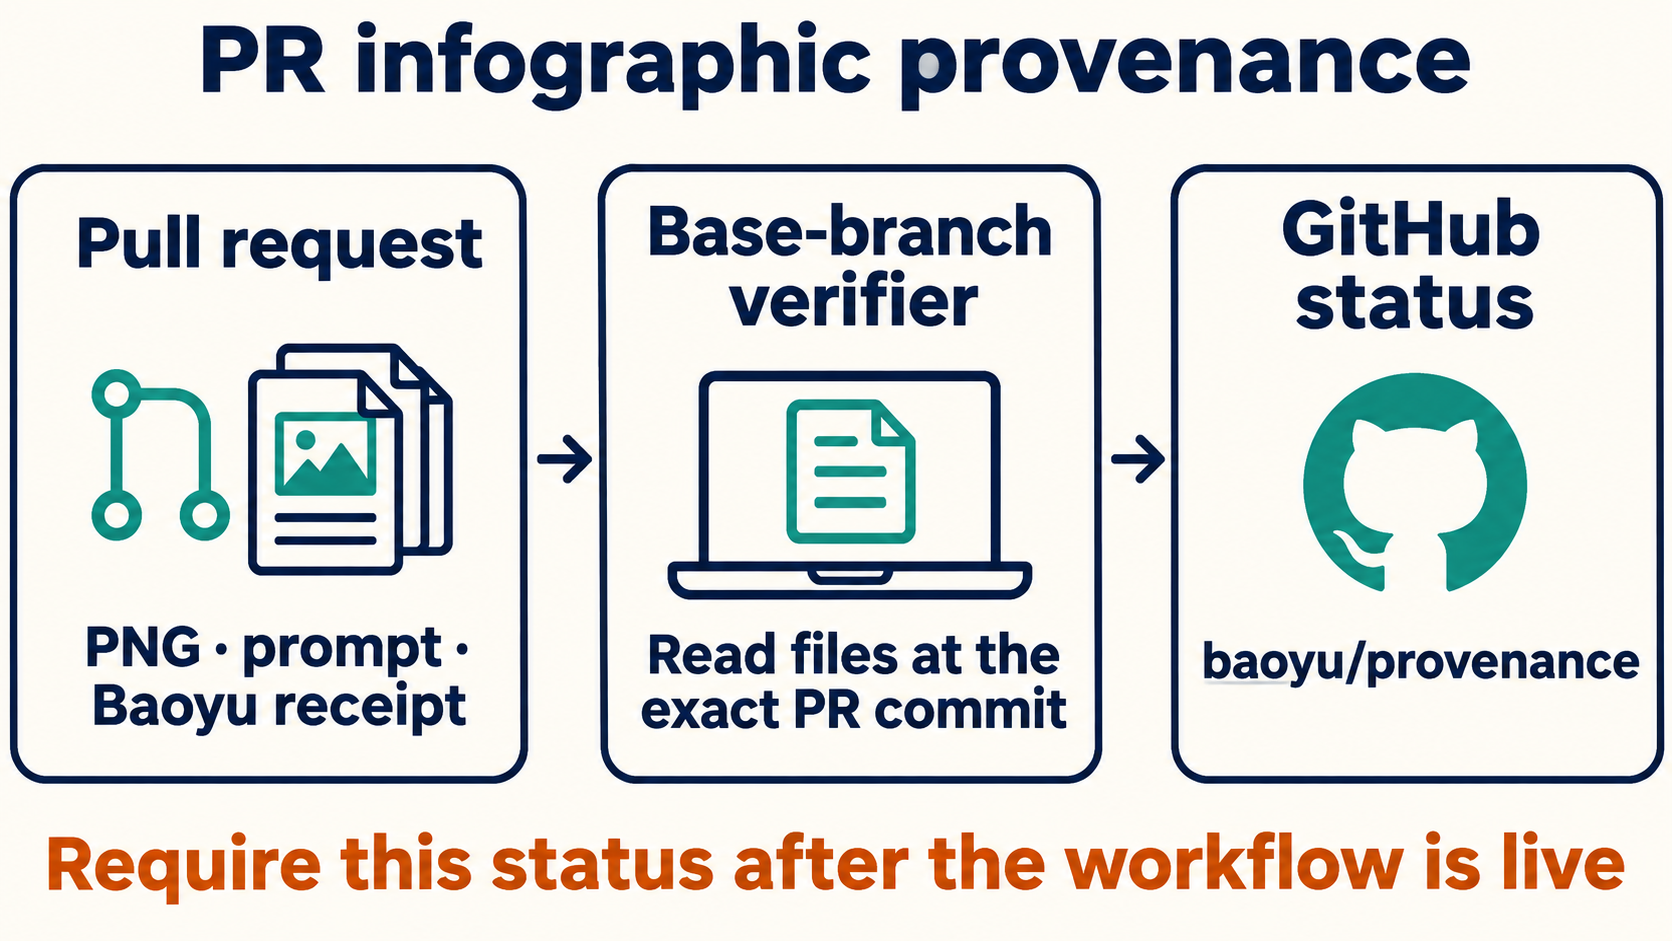 PR infographic provenance
Pull request
PNG · prompt ·
Baoyu receipt
Base-branch
verifier
Read files at the
exact PR commit
GitHub
status
baoyu/provenance
Require this status after the workflow is live